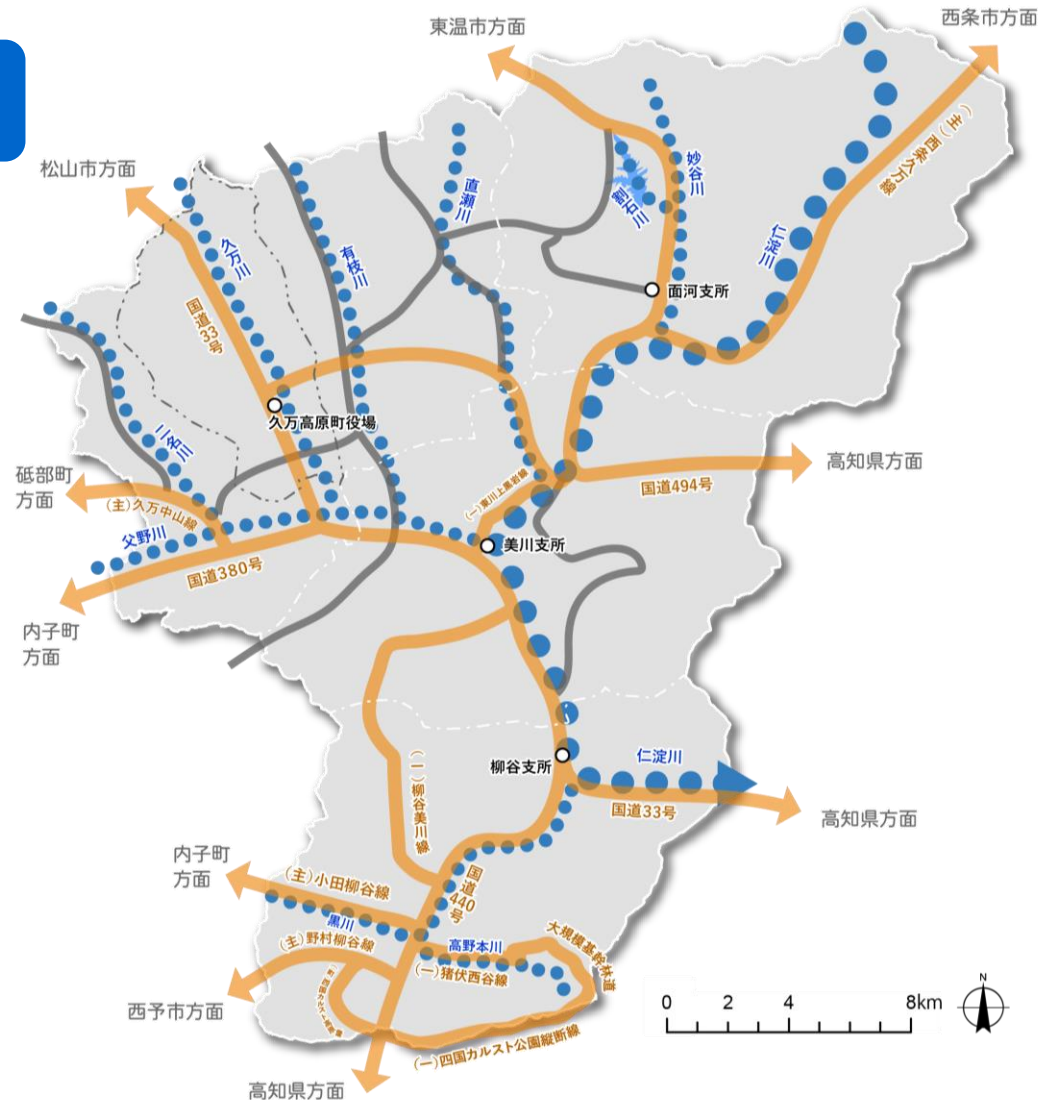 東温市方面
西条市方面
松山市方面
(主)西条久万線
妙谷川
直瀬川
割石川
久万川
有枝川
仁淀川
国道33号
面河支所
久万高原町役場
二名川
高知県方面
砥部町
方面
(主)久万中山線
国道494号
(一)東川上黒岩線
父野川
美川支所
国道380号
内子町
方面
仁淀川
柳谷支所
(一)柳谷美川線
国道33号
高知県方面
内子町
方面
国道440号
(主)小田柳谷線
黒川
大規模基幹林道
高野本川
(主)野村柳谷線
(一)猪伏西谷線
西予市方面
(一)四国カルスト公園縦断線
高知県方面
0 2 4 8km
N